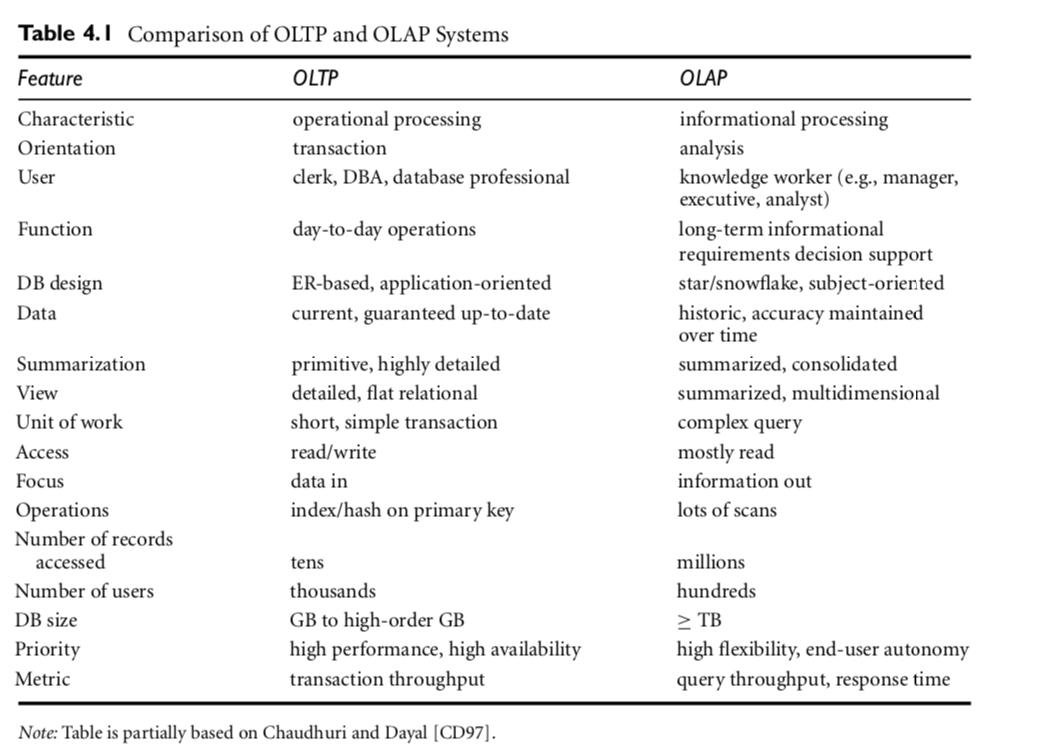 Table 4.1 Comparison of OLTP and OLAP Systems
Feature OLTP OLAP
Characteristic operational processing informational processing
Orientation transaction analysis
User clerk, DBA, database professional knowledge worker (e.g., manager,
executive, analyst)
Function day-to-day operations long-term informational
requirements decision support
DB design ER-based, application-oriented star/snowflake, subject-oriented
Data current, guaranteed up-to-date historic, accuracy maintained
over time
Summarization primitive, highly detailed summarized, consolidated
View detailed, flat relational summarized, multidimensional
Unit of work short, simple transaction complex query
Access read/write mostly read
Focus data in information out
Operations index/hash on primary key lots of scans
Number of records
accessed tens millions
Number of users thousands hundreds
DB size GB to high-order GB ≥ TB
Priority high performance, high availability high flexibility, end-user autonomy
Metric transaction throughput query throughput, response time
Note: Table is partially based on Chaudhuri and Dayal [CD97].